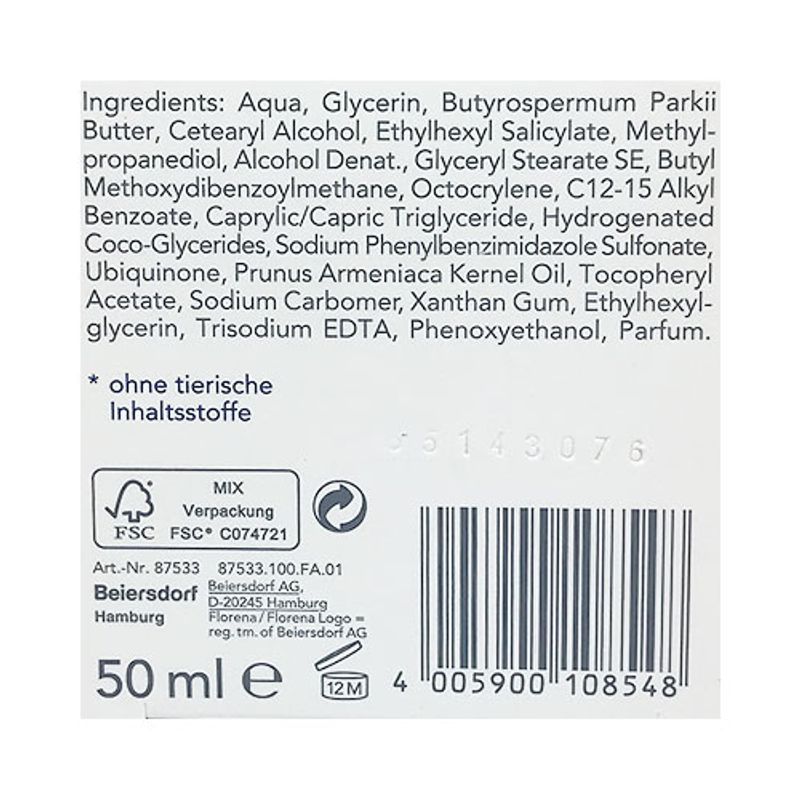 Ingredients: Aqua, Glycerin, Butyrospermum Parkii
Butter, Cetearyl Alcohol, Ethylhexyl Salicylate, Methyl-
propanediol, Alcohol Denat., Glyceryl Stearate SE, Butyl
Methoxydibenzoylmethane, Octocrylene, C12-15 Alkyl
Benzoate, Caprylic/Capric Triglyceride, Hydrogenated
Coco-Glycerides, Sodium Phenylbenzimidazole Sulfonate,
Ubiquinone, Prunus Armeniaca Kernel Oil, Tocopheryl
Acetate, Sodium Carbomer, Xanthan Gum, Ethylhexyl-
glycerin, Trisodium EDTA, Phenoxyethanol, Parfum.
* ohne tierische
Inhaltsstoffe
5143076
FSC
MIX
Verpackung
FSC® C074721
Art.-Nr. 87533 87533.100.FA.01
Beiersdorf
Hamburg
Beiersdorf AG,
D-20245 Hamburg
Florena/Florena Logo =
reg. tm. of Beiersdorf AG
50 ml e
12 M
4 005900 108548